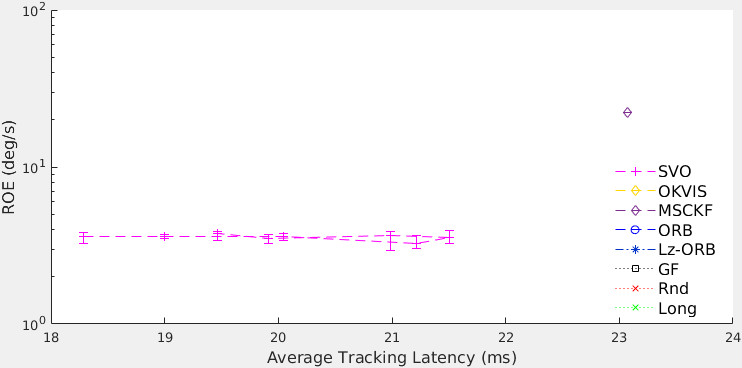 10²
10¹
10⁰
ROE (deg/s)
SVO
OKVIS
MSCKF
ORB
Lz-ORB
GF
Rnd
Long
18 19 20 21 22 23 24
Average Tracking Latency (ms)